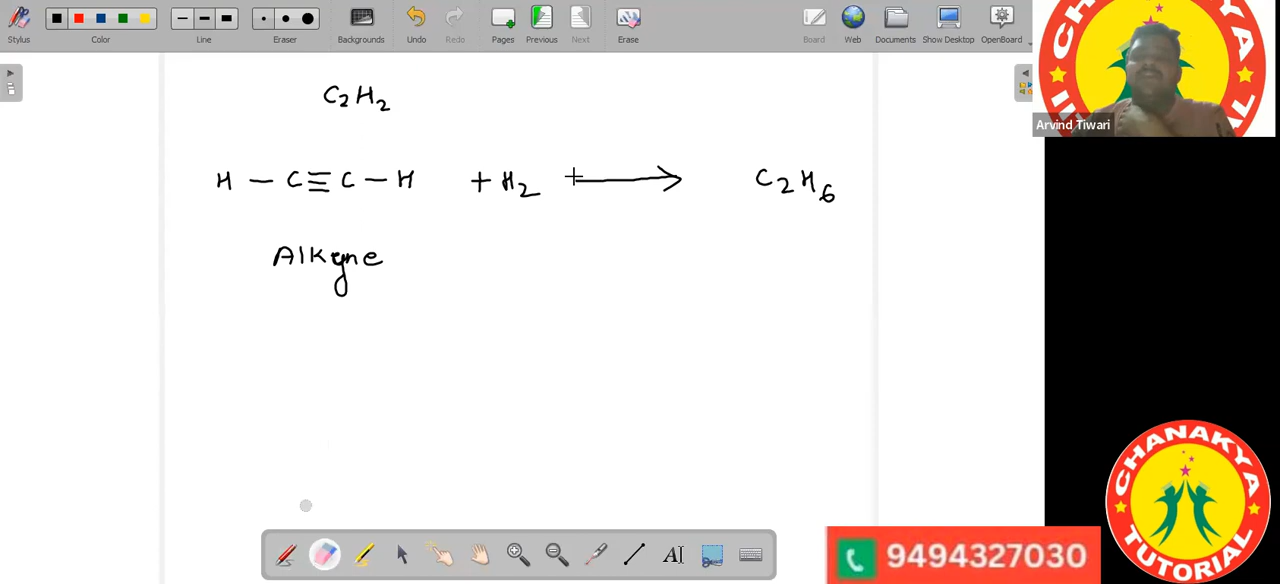 Stylus Color Line Eraser Backgrounds Undo Redo Pages Previous Next Erase Board Web Documents Show Desktop OpenBoard
C2H2
Arvind Tiwari
H — C ≡ C — H + H2 ⟶ C2H6
Alkyne
CHANAKYA
TUTORIAL
9494327030